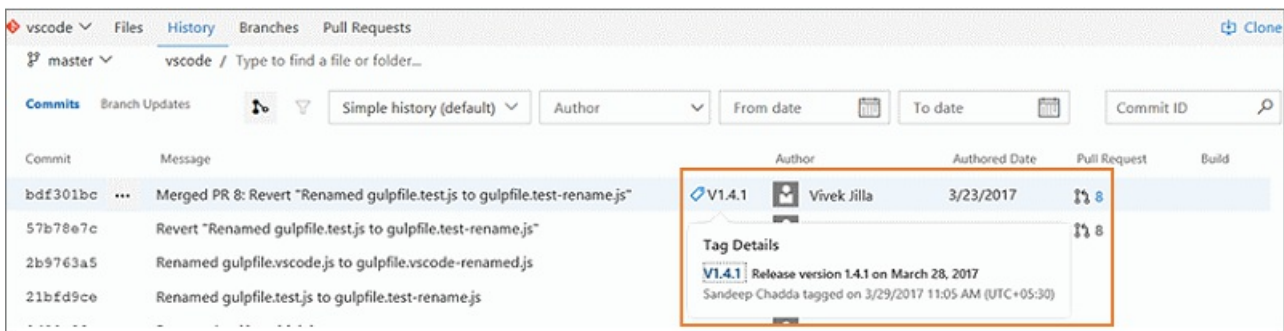 vscode Files History Branches Pull Requests Clone
master vscode / Type to find a file or folder...
Commits Branch Updates Simple history (default) Author From date To date Commit ID
Commit Message Author Authored Date Pull Request Build
bdf301bc ... Merged PR 8: Revert "Renamed gulpfile.test.js to gulpfile.test-rename.js" V1.4.1 Vivek Jilla 3/23/2017 8
57b78e7c Revert "Renamed gulpfile.test.js to gulpfile.test-rename.js" 8
Tag Details
2b9763a5 Renamed gulpfile.vscode.js to gulpfile.vscode-renamed.js
V1.4.1 Release version 1.4.1 on March 28, 2017
21bfd9ce Renamed gulpfile.test.js to gulpfile.test-rename.js
Sandeep Chadda tagged on 3/29/2017 11:05 AM (UTC+05:30)